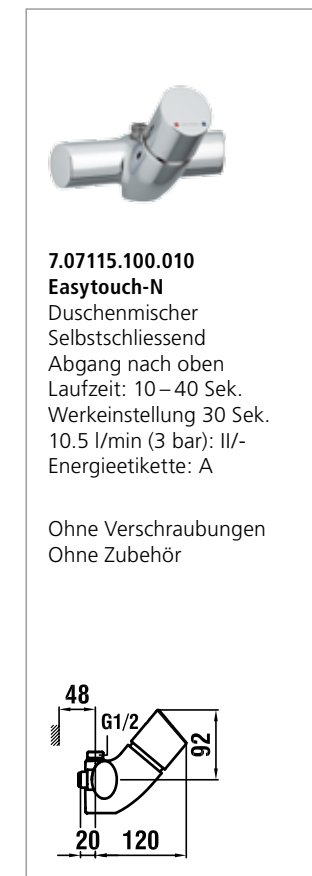 7.07115.100.010
Easytouch-N
Duschenmischer
Selbstschliessend
Abgang nach oben
Laufzeit: 10 – 40 Sek.
Werkeinstellung 30 Sek.
10.5 l/min (3 bar): II/-
Energieetikette: A
Ohne Verschraubungen
Ohne Zubehör
48
G1/2
92
20 120